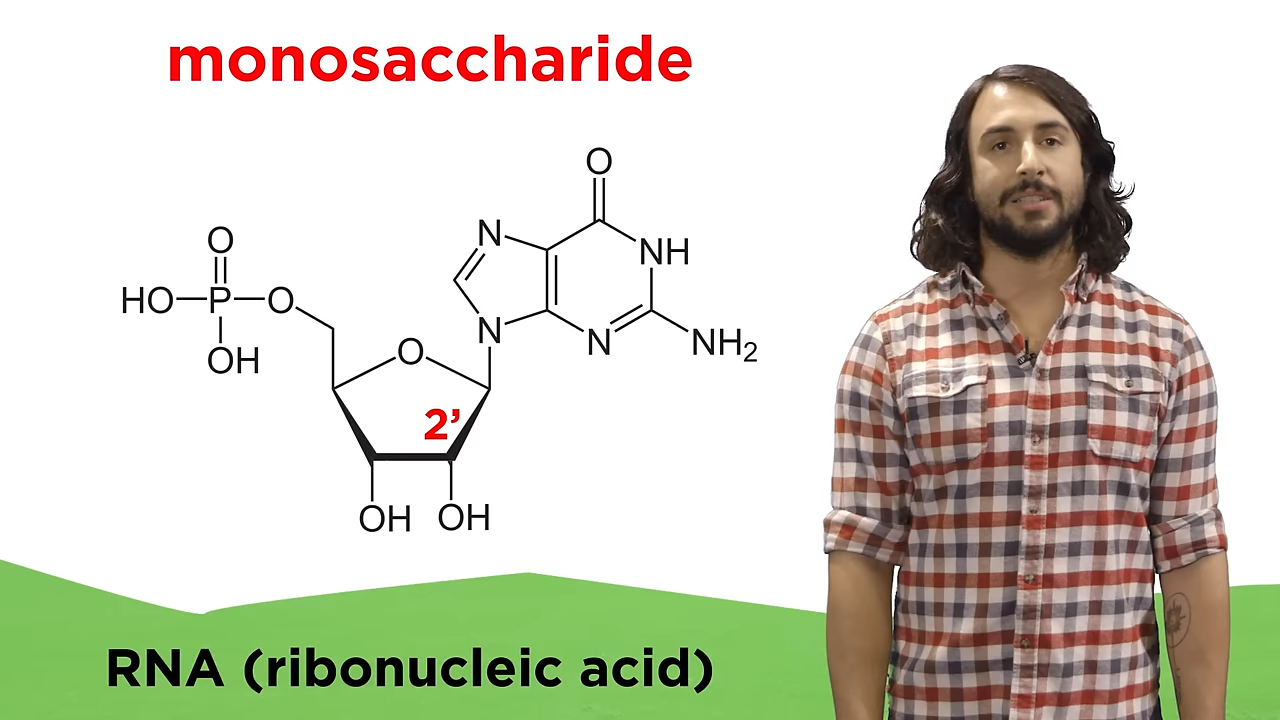 monosaccharide
O
N
NH
O
HO P O
N
N
NH₂
OH
O
2’
OH OH
RNA (ribonucleic acid)